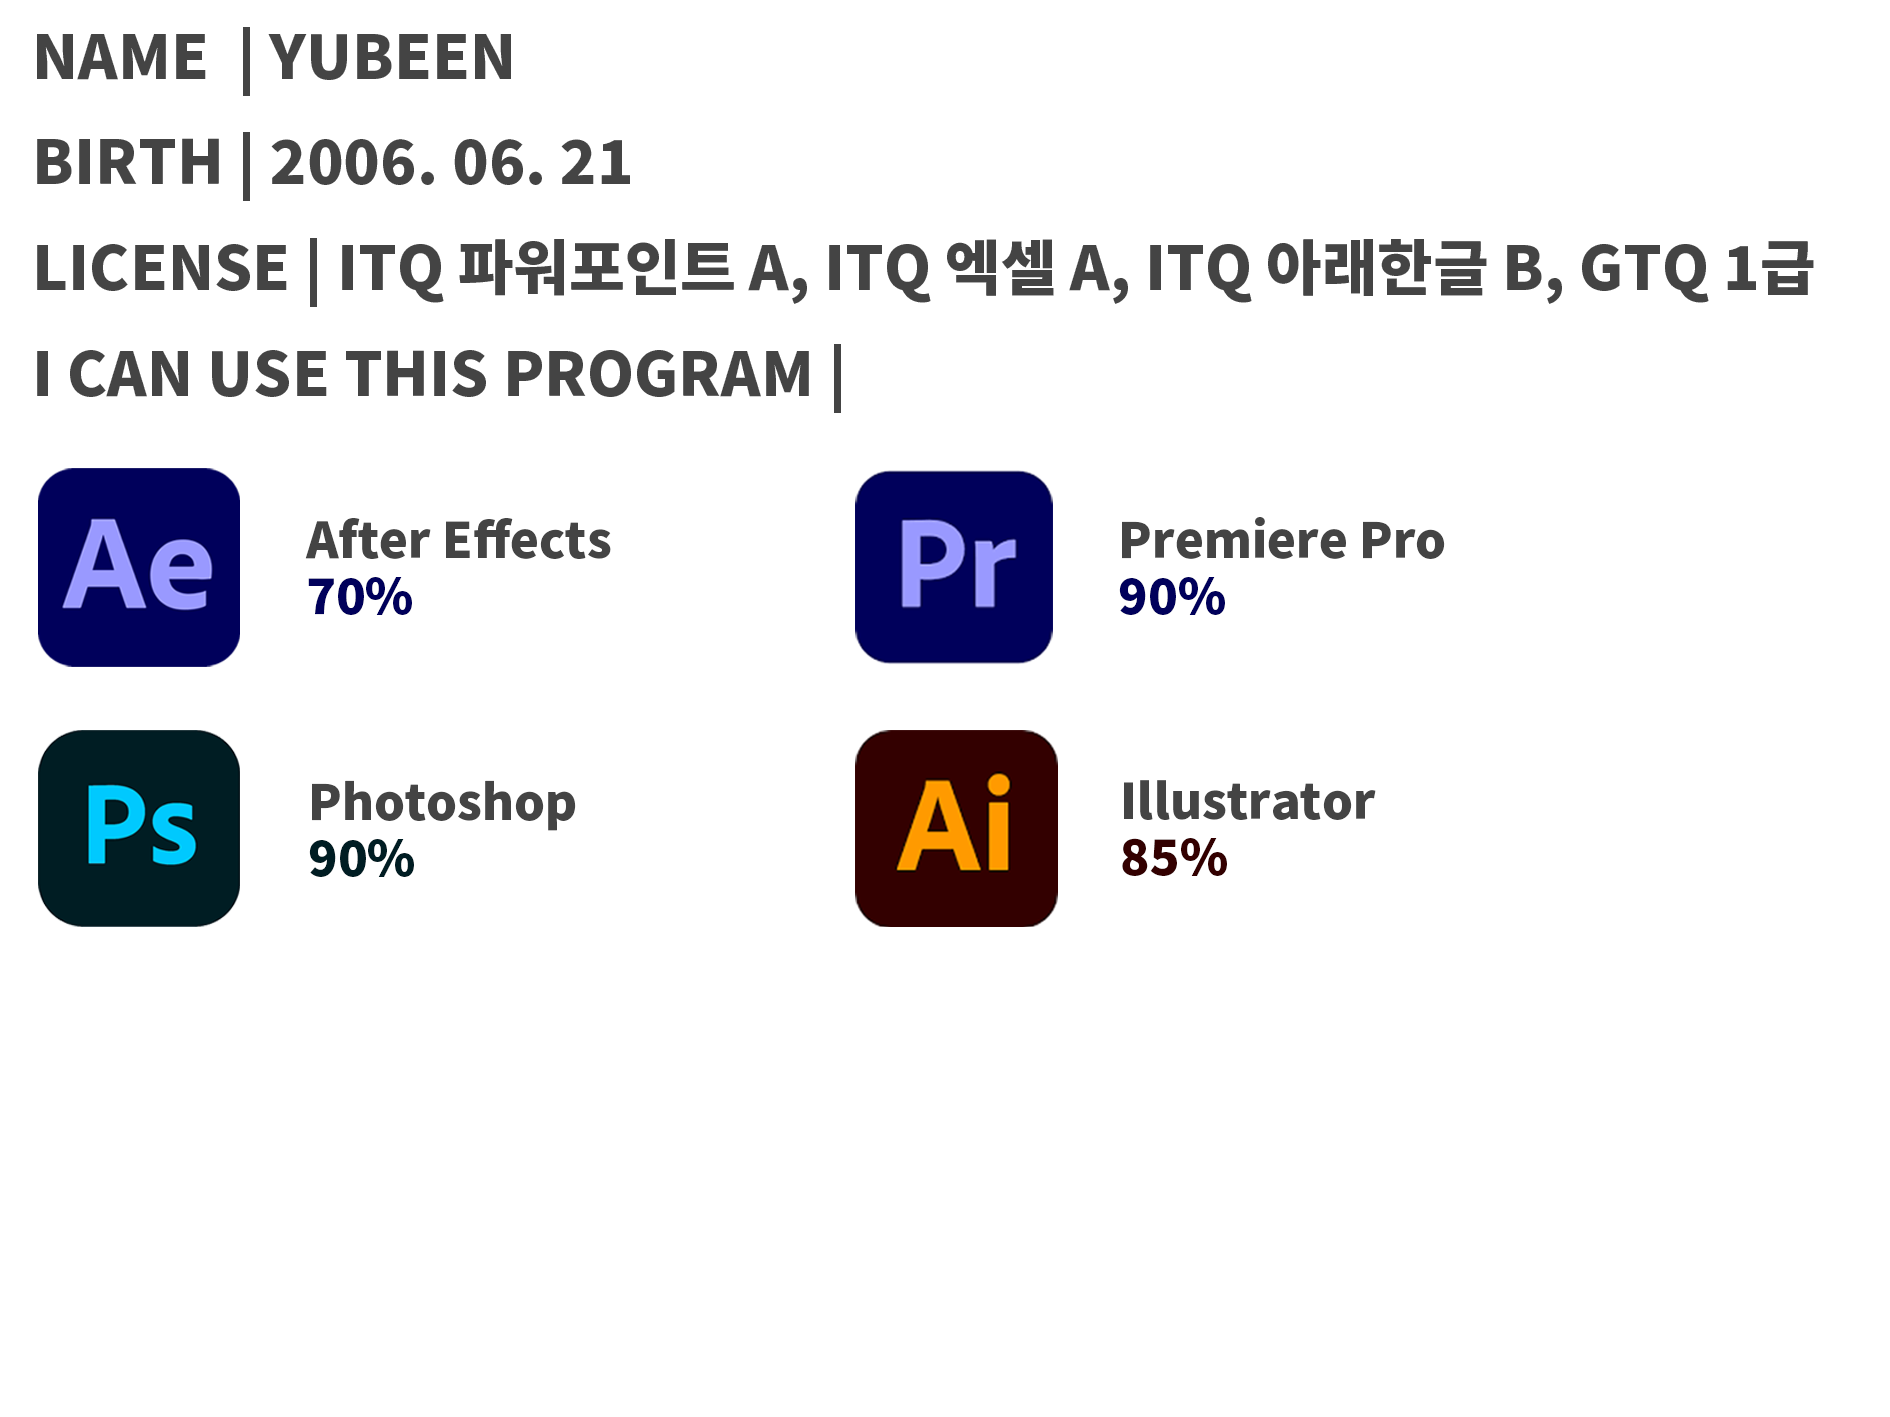 NAME | YUBEEN
BIRTH | 2006. 06. 21
LICENSE | ITQ 파워포인트 A, ITQ 엑셀 A, ITQ 아래한글 B, GTQ 1급
I CAN USE THIS PROGRAM |
Ae
After Effects
70%
Pr
Premiere Pro
90%
Ps
Photoshop
90%
Ai
Illustrator
85%